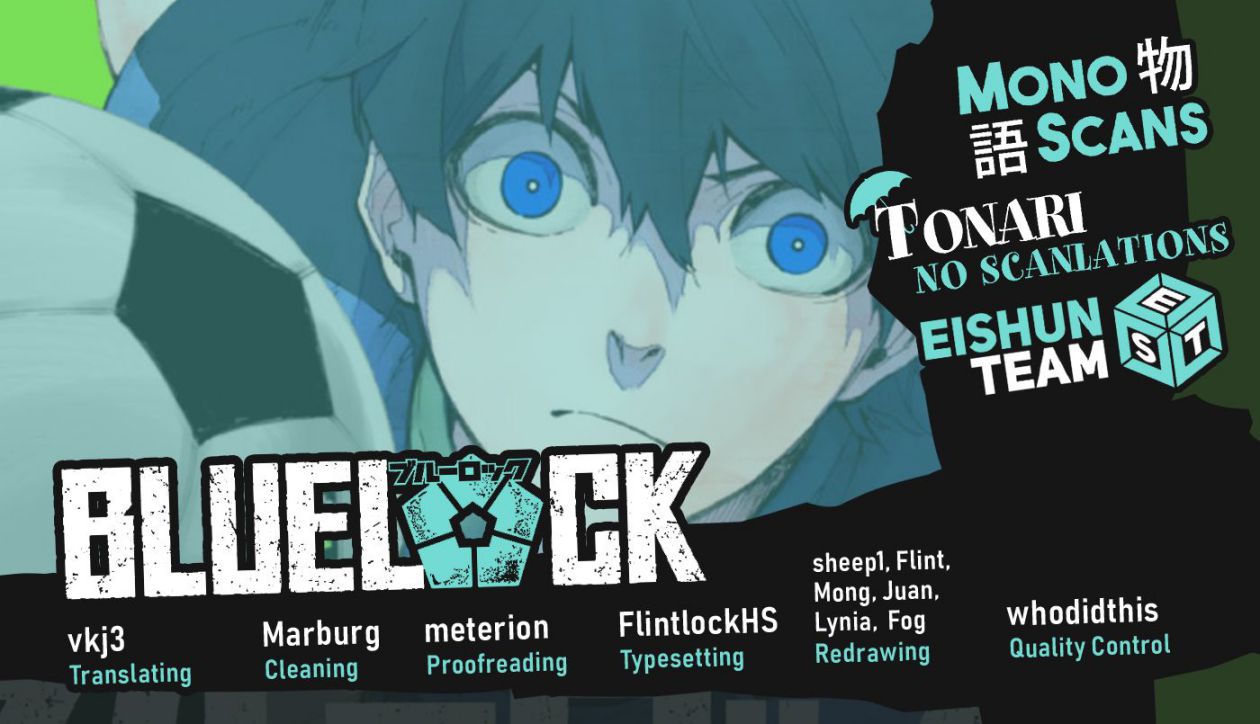 MONO 物
語 SCANS
TONARI
NO SCANLATIONS
EISHUN
TEAM
E
S T
ブルーロック
BLUELOCK
vkj3
Translating
Marburg
Cleaning
meterion
Proofreading
FlintlockHS
Typesetting
sheep1, Flint,
Mong, Juan,
Lynia, Fog
Redrawing
whodidthis
Quality Control